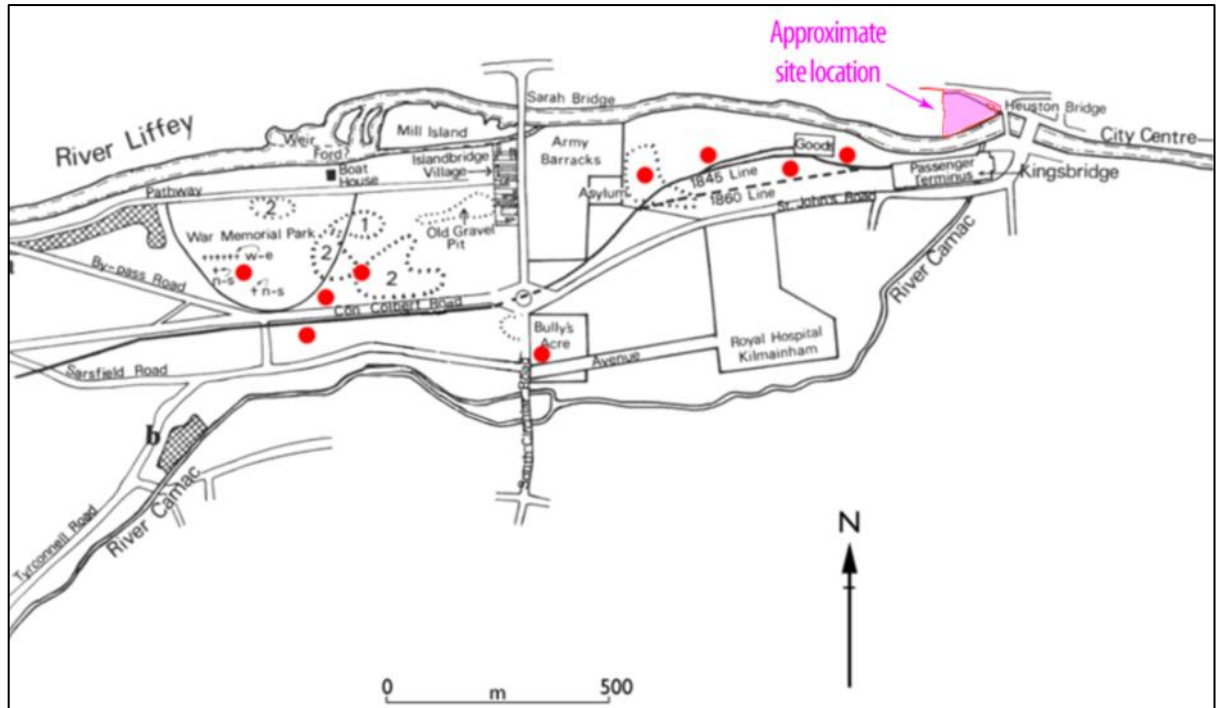 Approximate
site location
Sarah Bridge
Heuston Bridge
River Liffey
Weir
Mill Island
Army
Barracks
Goods
City Centre
Ford?
Islandbridge
Village
Boat
House
Passenger
Terminus
Kingsbridge
Pathway
Asylum
1845 Line
1860 Line
St. John's Road
2
1
Old Gravel
Pit
War Memorial Park
w-e
2
2
n-s
n-s
By-pass Road
River Camac
Con Colbert Road
Bully's
Acre
Royal Hospital
Kilmainham
Avenue
Sarsfield Road
b
River Camac
Tyrconnell Road
N
0
500
m